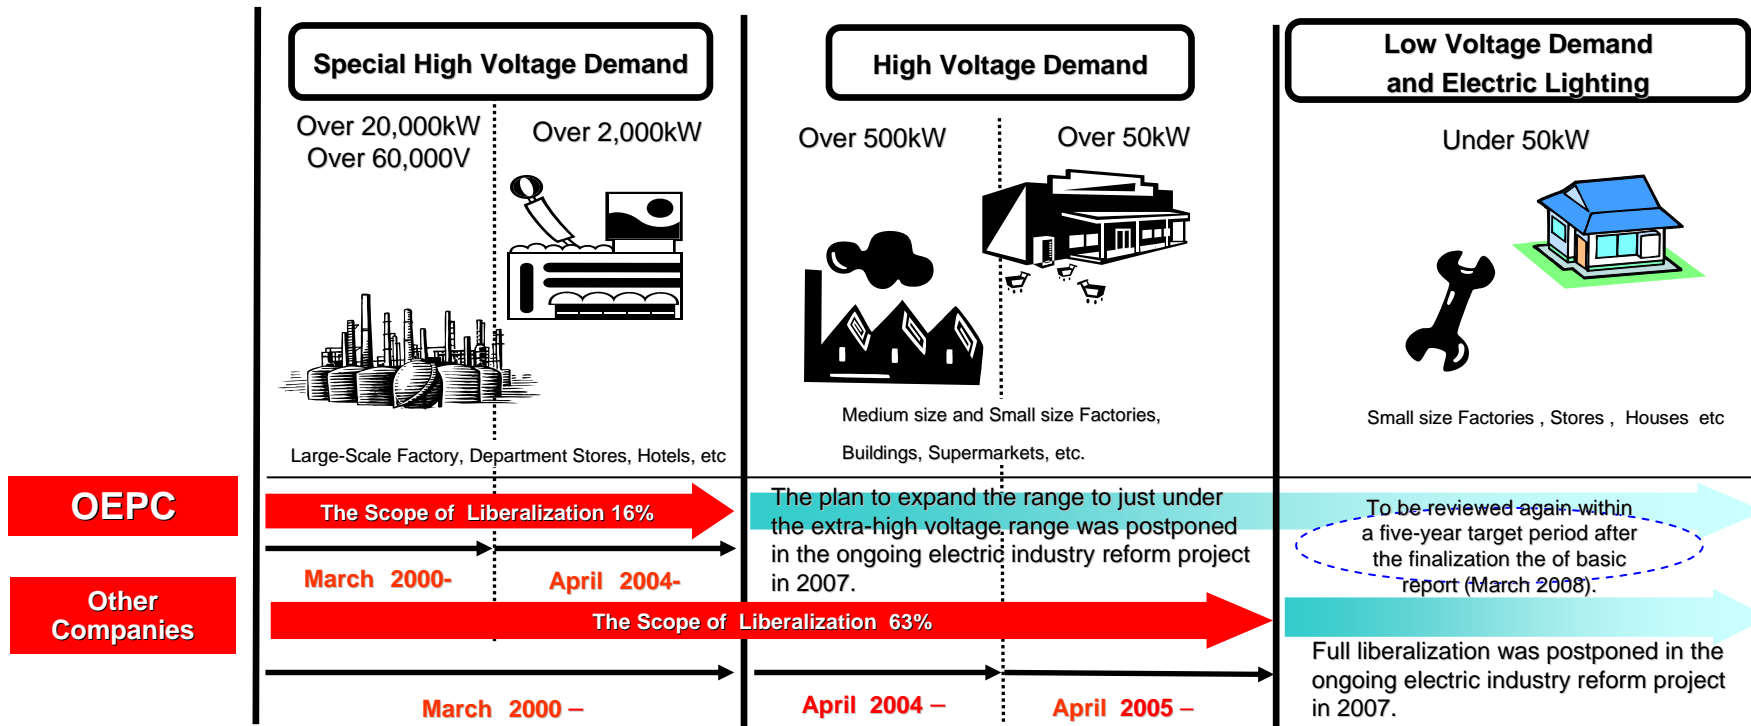 Special High Voltage Demand
High Voltage Demand
Low Voltage Demand
and Electric Lighting
Over 20,000kW
Over 60,000V
Over 2,000kW
Over 500kW
Over 50kW
Under 50kW
Large-Scale Factory, Department Stores, Hotels, etc
Medium size and Small size Factories,
Buildings, Supermarkets, etc.
Small size Factories , Stores , Houses etc
OEPC
The Scope of Liberalization 16%
March 2000-
April 2004-
The plan to expand the range to just under
the extra-high voltage range was postponed
in the ongoing electric industry reform project
in 2007.
To be reviewed again within
a five-year target period after
the finalization the of basic
report (March 2008).
Other
Companies
The Scope of Liberalization 63%
March 2000 –
April 2004 –
April 2005 –
Full liberalization was postponed in the
ongoing electric industry reform project
in 2007.